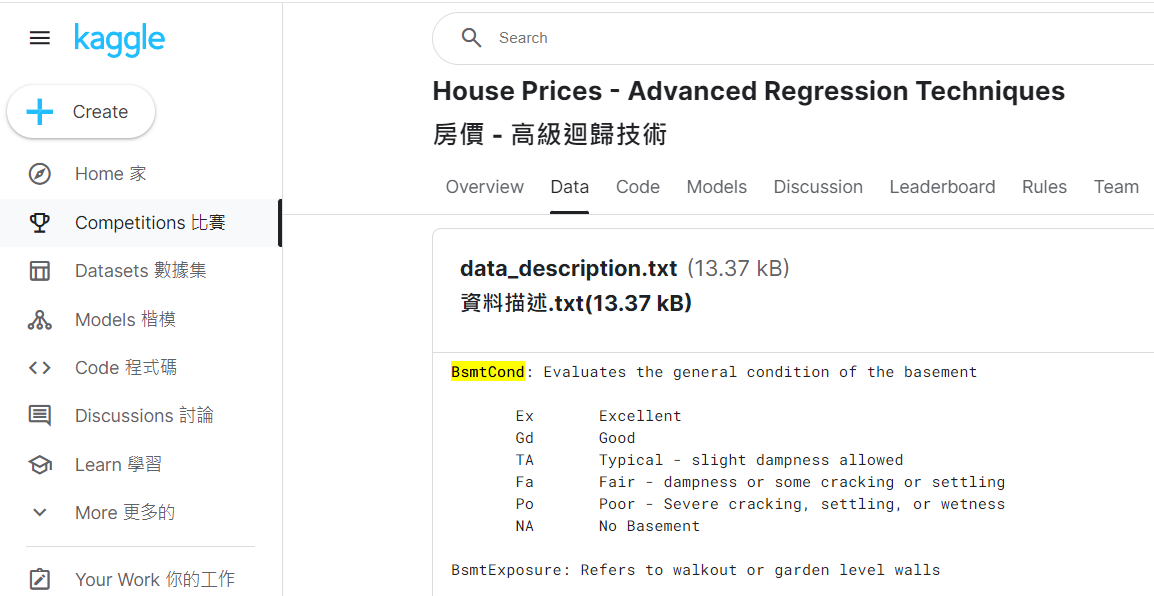 kaggle
Search
Create
Home 家
Competitions 比賽
Datasets 數據集
Models 楷模
Code 程式碼
Discussions 討論
Learn 學習
More 更多的
Your Work 你的工作
House Prices - Advanced Regression Techniques
房價 - 高級迴歸技術
Overview Data Code Models Discussion Leaderboard Rules Team
data_description.txt (13.37 kB)
資料描述.txt(13.37 kB)
BsmtCond: Evaluates the general condition of the basement
Ex Excellent
Gd Good
TA Typical - slight dampness allowed
Fa Fair - dampness or some cracking or settling
Po Poor - Severe cracking, settling, or wetness
NA No Basement
BsmtExposure: Refers to walkout or garden level walls